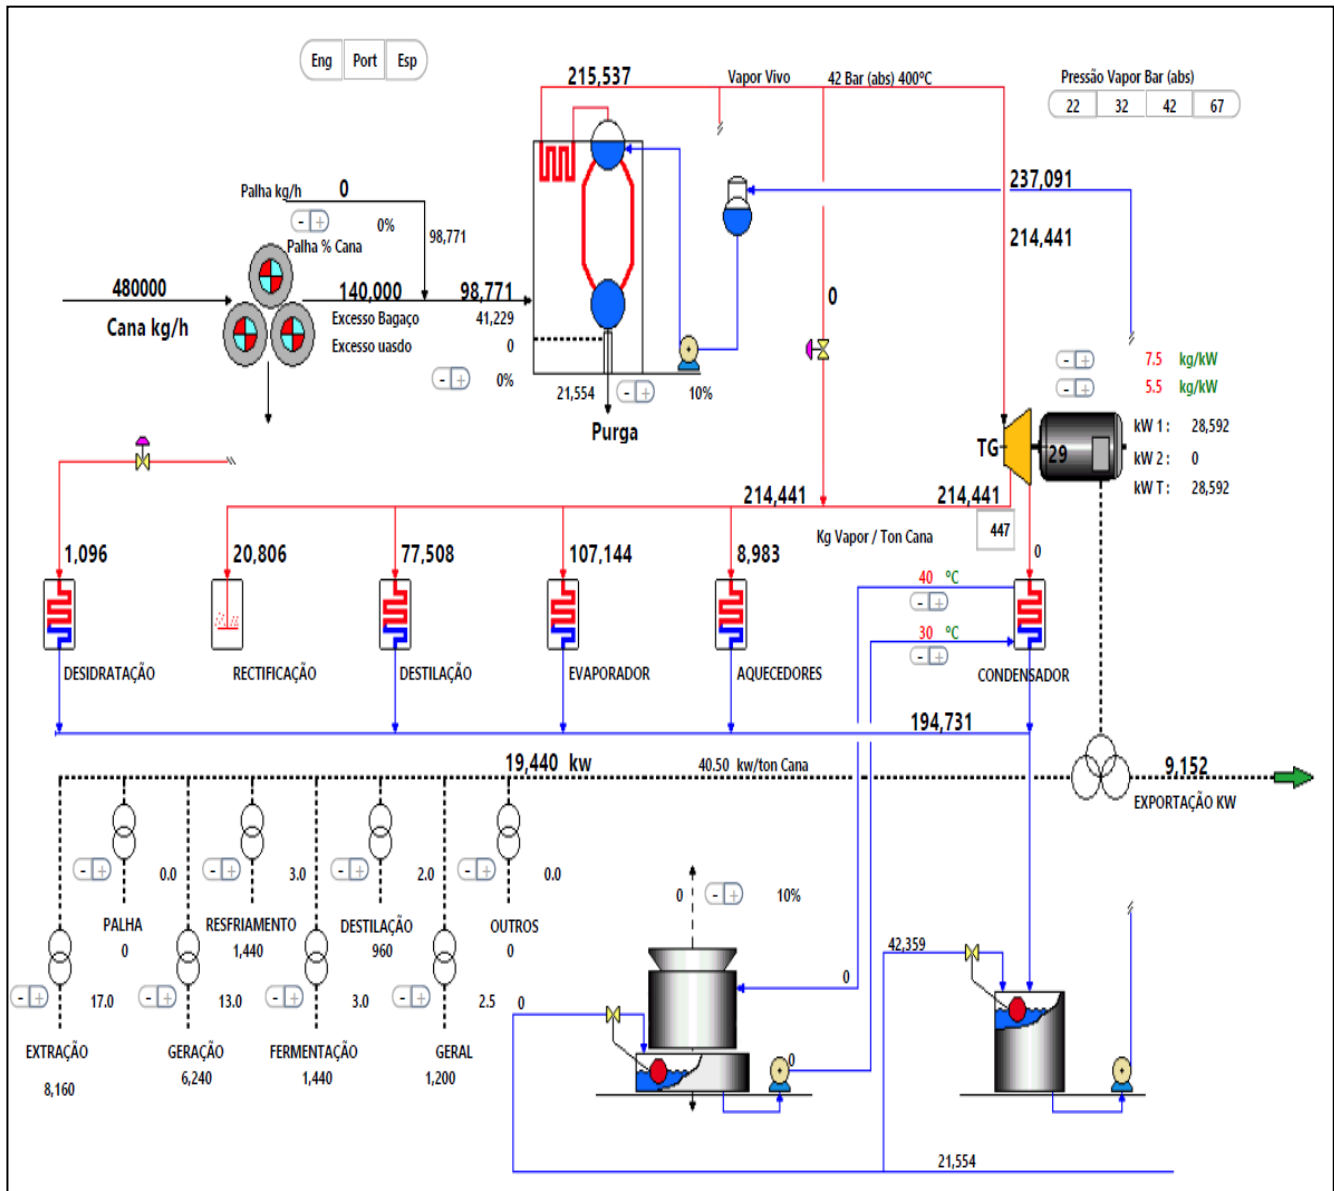 Eng Port Esp
215,537
Vapor Vivo
42 Bar (abs) 400ºC
Pressão Vapor Bar (abs)
22 32 42 67
Palha kg/h 0
- + 0%
Palha % Cana
98,771
237,091
214,441
480000
Cana kg/h
140,000
98,771
Excesso Bagaço 41,229
Excesso uasdo 0
- + 0%
21,554 - + 10%
Purga
0
- + 7.5 kg/kW
- + 5.5 kg/kW
TG
29
kW 1 : 28,592
kW 2 : 0
kW T : 28,592
214,441
214,441
Kg Vapor / Ton Cana
447
0
1,096
20,806
77,508
107,144
8,983
40 ºC
- +
30 ºC
- +
DESIDRATAÇÃO
RECTIFICAÇÃO
DESTILAÇÃO
EVAPORADOR
AQUECEDORES
CONDENSADOR
194,731
19,440 kw
40.50 kw/ton Cana
9,152
EXPORTAÇÃO KW
- + 0.0
- + 3.0
- + 2.0
- + 0.0
PALHA
0
RESFRIAMENTO
1,440
DESTILAÇÃO
960
OUTROS
0
- + 17.0
- + 13.0
- + 3.0
- + 2.5
EXTRAÇÃO
8,160
GERAÇÃO
6,240
FERMENTAÇÃO
1,440
GERAL
1,200
0 - + 10%
0
0
0
42,359
21,554